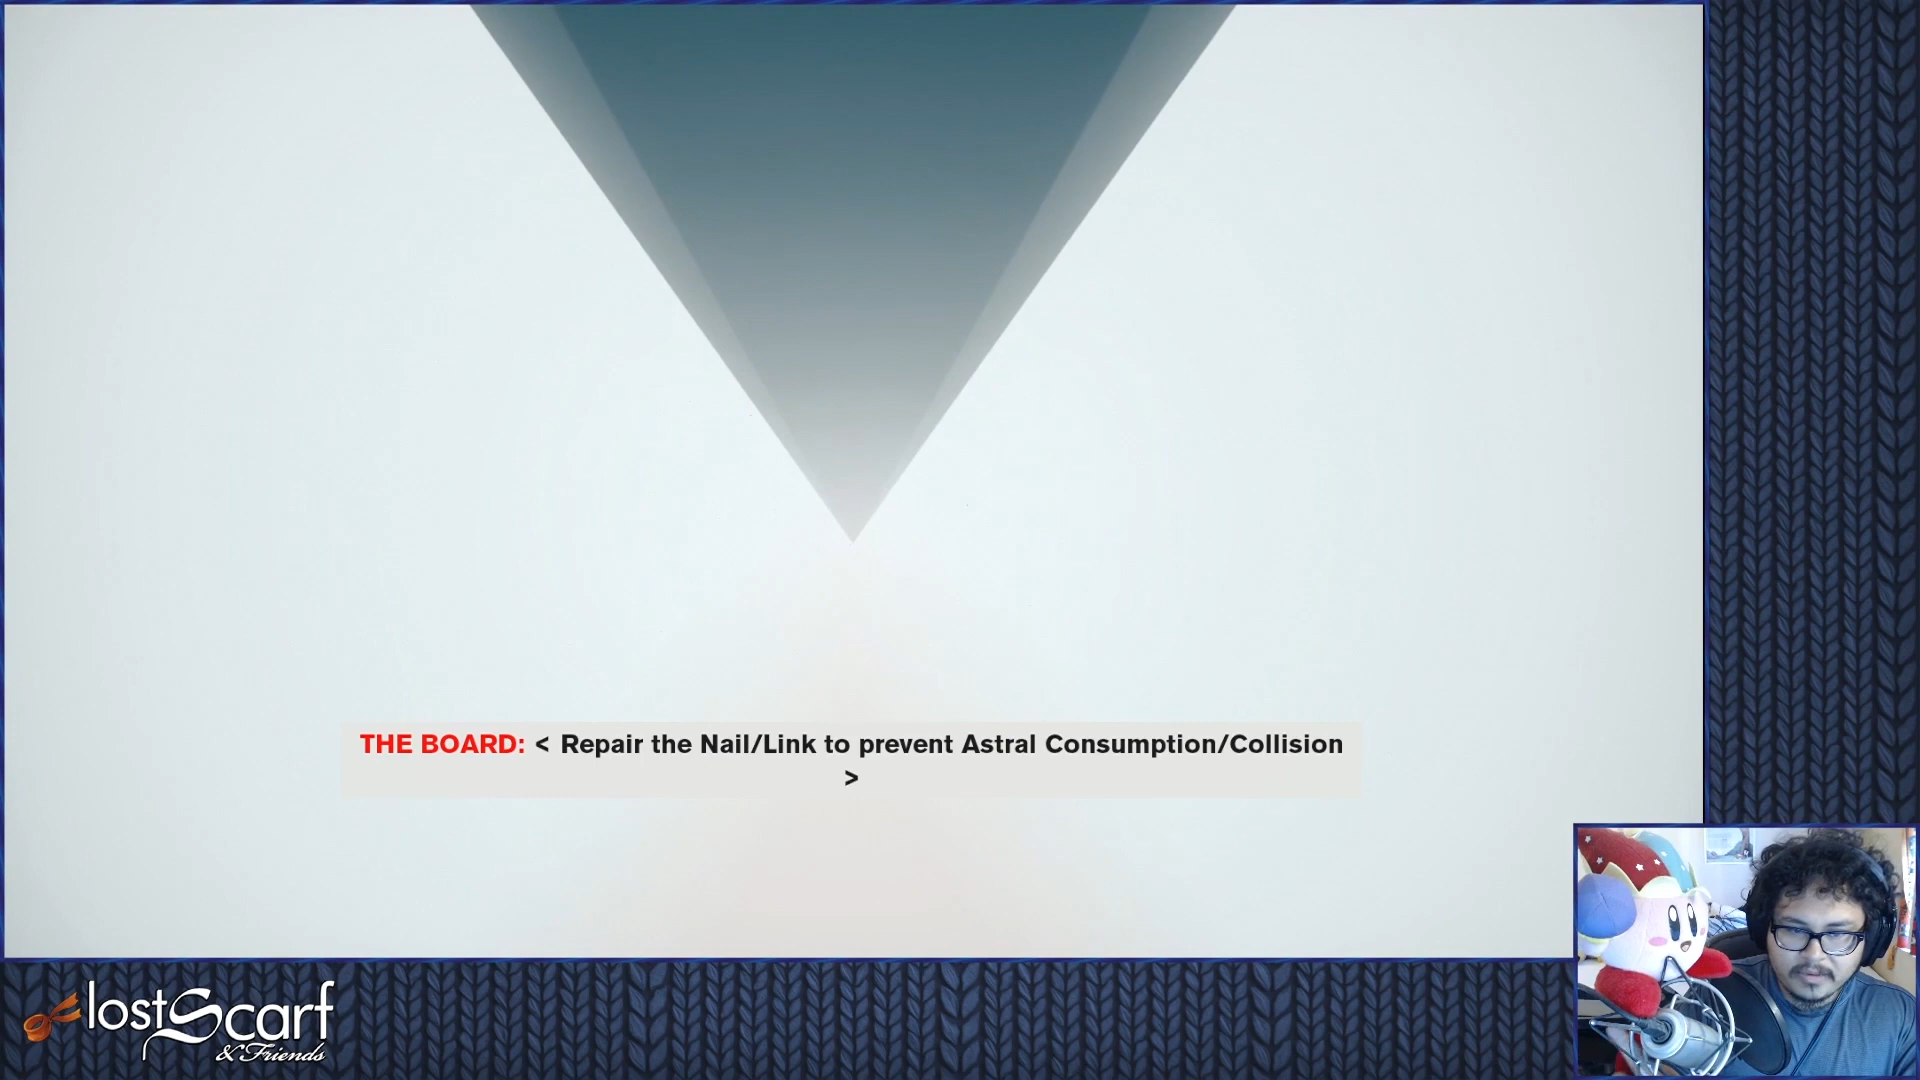 THE BOARD: < Repair the Nail/Link to prevent Astral Consumption/Collision
>
lostScarf
& Friends